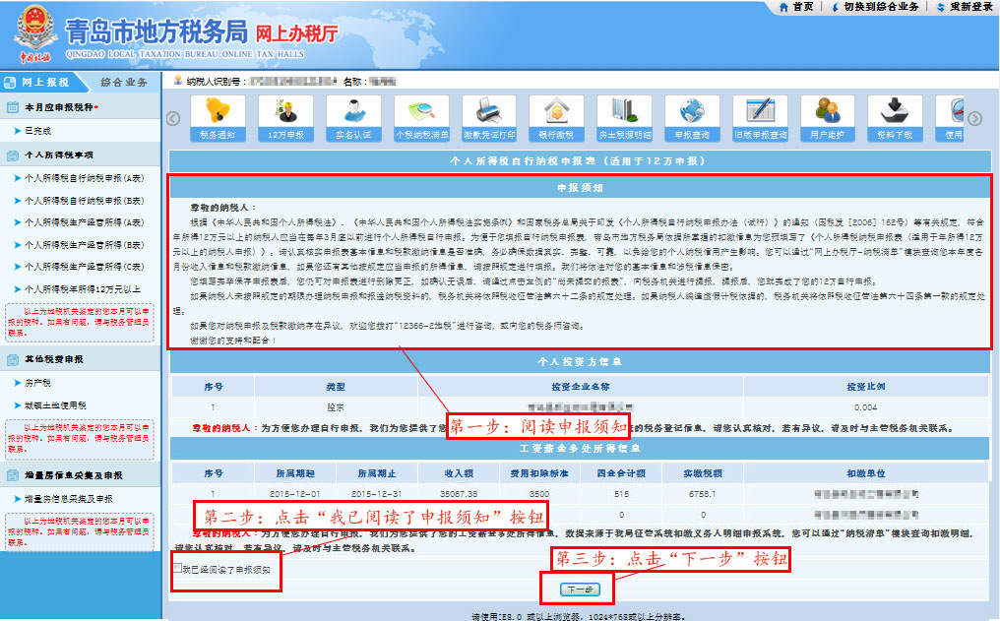 首页 切换到综合业务 重新登录
中国税务
青岛市地方税务局 网上办税厅
QINGDAO LOCAL TAXATION BUREAU ONLINE TAX HALLS
网上报税 综合业务
纳税人识别号： 名称：
本月应申报税种*
已完成
个人所得税事项
个人所得税自行纳税申报(A表)
个人所得税自行纳税申报(B表)
个人所得税生产经营所得(A表)
个人所得税生产经营所得(B表)
个人所得税生产经营所得(C表)
个人所得税年所得12万元以上
以上为地税机关鉴定的您本月可以申
报的税种。如果有问题，请与税务管理员
联系。
其他税费申报
房产税
城镇土地使用税
以上为地税机关鉴定的您本月可以申
报的税种。如果有问题，请与税务管理员
联系。
增量房信息采集及申报
增量房信息采集及申报
以上为地税机关鉴定的您本月可以申
报的税种。如果有问题，请与税务管理员
联系。
税务通知 12万申报 实名认证 个税纳税清单 缴款凭证打印 银行缴税 房土税源明细 申报查询 旧版申报查询 用户维护 资料下载 使用
个人所得税自行纳税申报表（适用于12万申报）
申报须知
尊敬的纳税人：
根据《中华人民共和国个人所得税法》、《中华人民共和国个人所得税法实施条例》和国家税务总局关于印发《个人所得税自行纳税申报办法（试行）》的通知（国税发［2006］162号）等有关规定，符合
年所得12万元以上的纳税人应当在每年3月底以前进行个人所得税自行申报。为便于您填报自行纳税申报表，青岛市地方税务局依据所掌握的扣缴信息为您预填写了《个人所得税纳税申报表（适用于年所得12万
元以上的纳税人申报）》。请认真核实申报表基本信息和税款缴纳信息是否准确，务必确保数据真实、完整、可靠，以免给您的个人纳税信用产生影响。您可以通过“网上办税厅-纳税清单”模块查询您本年度各
月份收入信息和税款缴纳信息，如果您还有其他按规定应当申报的所得信息，请按照规定进行填报。我们将依法对您的基本信息和涉税信息保密。
您填写完毕保存申报表后，您仍可对申报表进行删除更正，如确认无误后，请通过点击左侧的“尚未提交的报表”，向税务机关进行提报，提报后，您就完成了您的12万自行申报。
如果纳税人未按照规定的期限办理纳税申报和报送纳税资料的，税务机关将依照税收征管法第六十二条的规定处理。如果纳税人编造虚假计税依据的，税务机关将依照税收征管法第六十四条第一款的规定处
理。
如果您对纳税申报及税款缴纳存在异议，欢迎您拨打“12366-2地税”进行咨询，或向您的税务师咨询。
谢谢您的支持和配合！
个人投资方信息
序号 类型 投资企业名称 投资比例
1 股东 0.004
尊敬的纳税人：为方便您办理自行申报，我们为您提供了您 的税务登记信息，请您认真核对，若有异议，请及时与主管税务机关联系。
第一步：阅读申报须知
工资薪金多处所得信息
序号 所属期起 所属期止 收入额 费用扣除标准 四金合计额 实缴税额 扣缴单位
1 2015-12-01 2015-12-31 35067.38 3500 515 6758.1
0 0
第二步：点击“我已阅读了申报须知”按钮
尊敬的纳税人：为方便您办理自行申报，我们为您提供了您的工资薪金多处所得信息，数据来源于我局征管系统和缴义务人明细申报系统，您可以通过“纳税清单”模块查询和缴明细。
请您认真核对，若有异议，请及时与主管税务机关联系。
第三步：点击“下一步”按钮
我已经阅读了申报须知
下一步
请使用IE8.0 或以上浏览器，1024*768或以上分辨率。